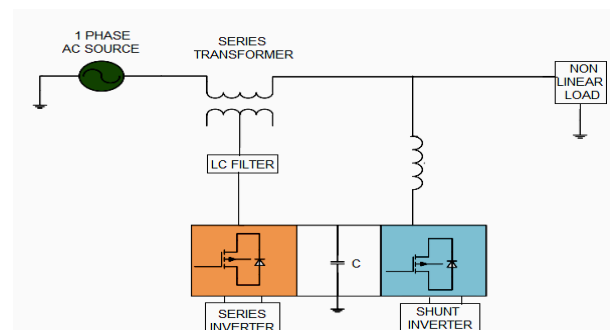 1 PHASE
AC SOURCE
SERIES
TRANSFORMER
NON
LINEAR
LOAD
LC FILTER
C
SERIES
INVERTER
SHUNT
INVERTER